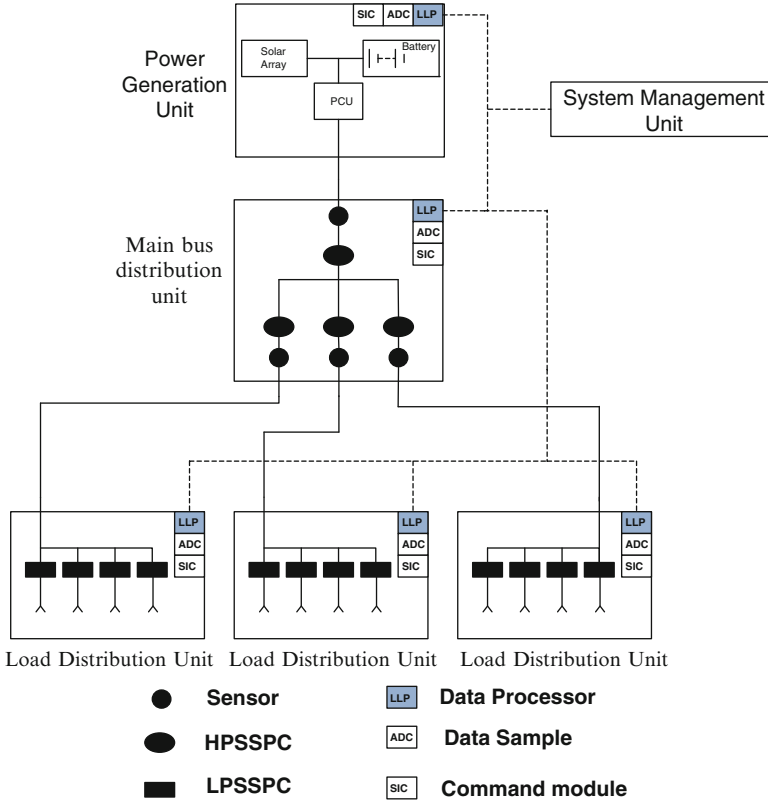 SIC ADC LLP
Solar
Array
Battery
PCU
Power
Generation
Unit
System Management
Unit
LLP
ADC
SIC
Main bus
distribution
unit
LLP
ADC
SIC
LLP
ADC
SIC
LLP
ADC
SIC
Load Distribution Unit
Load Distribution Unit
Load Distribution Unit
Sensor
LLP Data Processor
HPSSPC
ADC Data Sample
LPSSPC
SIC Command module